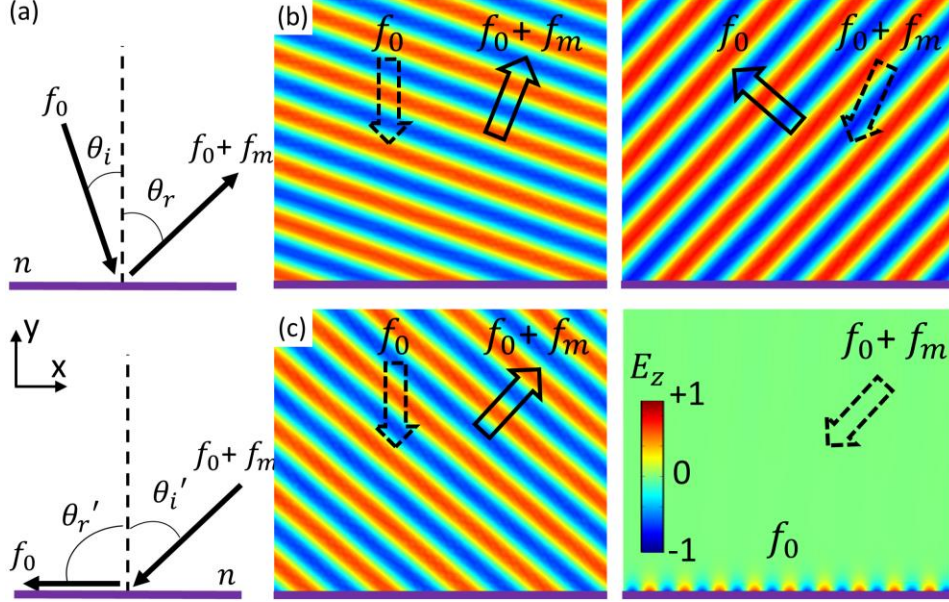 (a)
f₀
θᵢ
f₀+ fₘ
θᵣ
n
y
x
f₀+ fₘ
θᵣ′
θᵢ′
f₀
n
(b)
f₀
f₀+ fₘ
f₀
f₀+ fₘ
(c)
f₀
f₀+ fₘ
f₀+ fₘ
E_z
+1
0
-1
f₀